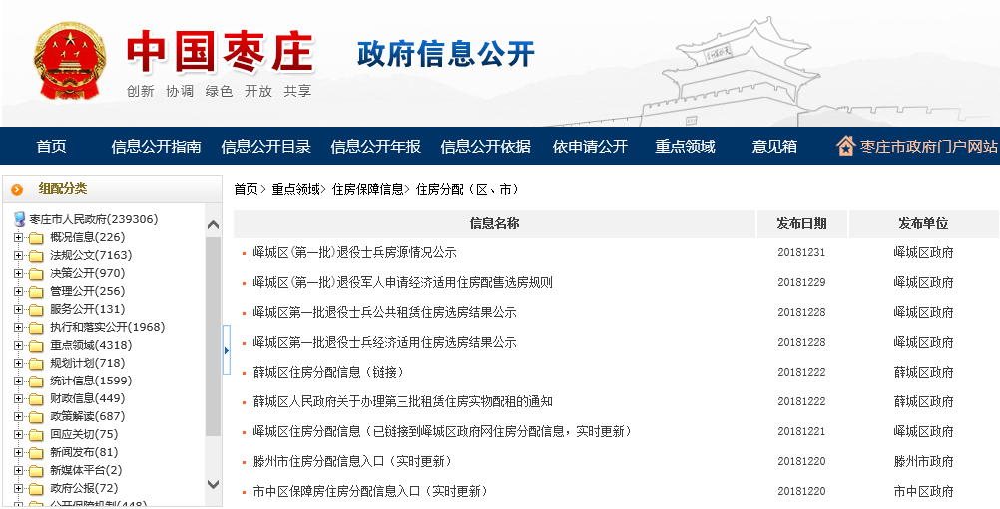 中国枣庄
政府信息公开
创新 协调 绿色 开放 共享
首页 信息公开指南 信息公开目录 信息公开年报 信息公开依据 依申请公开 重点领域 意见箱 枣庄市政府门户网站
组配分类
枣庄市人民政府(239306)
概况信息(226)
法规公文(7163)
决策公开(970)
管理公开(256)
服务公开(131)
执行和落实公开(1968)
重点领域(4318)
规划计划(718)
统计信息(1599)
财政信息(449)
政策解读(687)
回应关切(75)
新闻发布(81)
新媒体平台(2)
政府公报(72)
公开保障机制(448)
首页> 重点领域> 住房保障信息> 住房分配（区、市）
信息名称 发布日期 发布单位
峄城区(第一批)退役士兵房源情况公示 20181231 峄城区政府
峄城区(第一批)退役军人申请经济适用住房配售选房规则 20181229 峄城区政府
峄城区第一批退役士兵公共租赁住房选房结果公示 20181228 峄城区政府
峄城区第一批退役士兵经济适用住房选房结果公示 20181228 峄城区政府
薛城区住房分配信息（链接） 20181222 薛城区政府
薛城区人民政府关于办理第三批租赁住房实物配租的通知 20181222 薛城区政府
峄城区住房分配信息（已链接到峄城区政府网住房分配信息，实时更新） 20181221 峄城区政府
滕州市住房分配信息入口（实时更新） 20181220 滕州市政府
市中区保障房住房分配信息入口（实时更新） 20181220 市中区政府